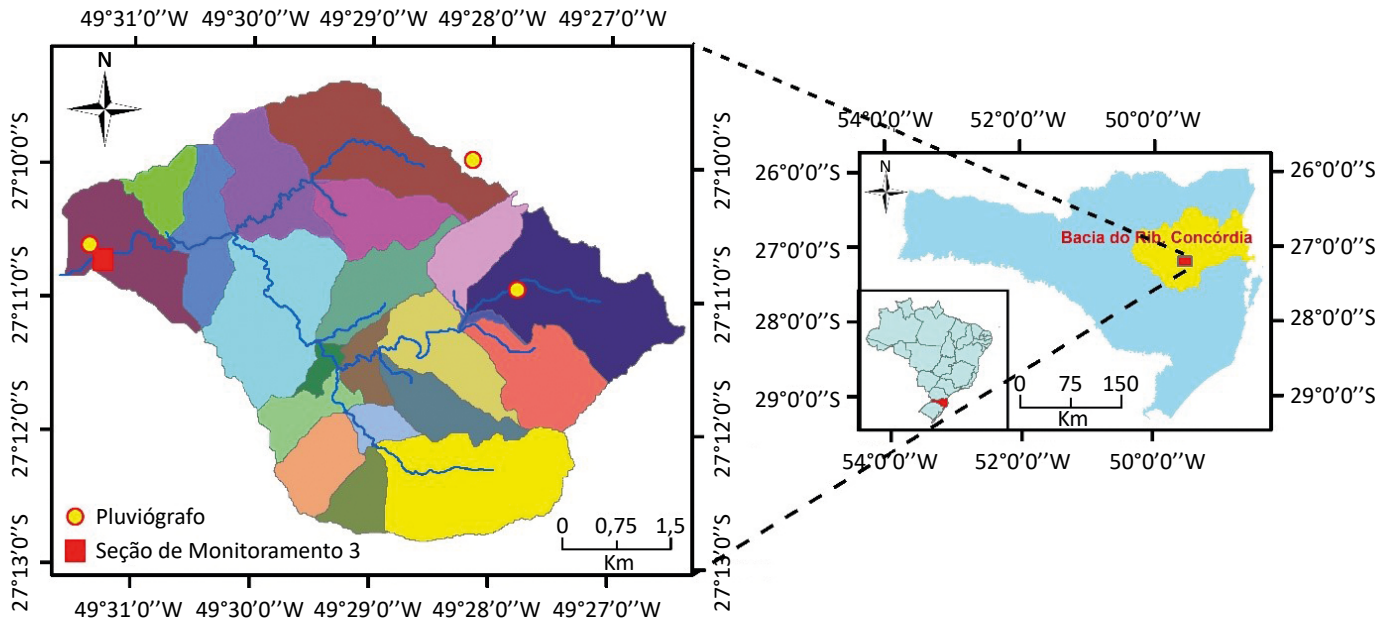 49°31'0''W 49°30'0''W 49°29'0''W 49°28'0''W 49°27'0''W
N
27°10'0''S
27°11'0''S
27°12'0''S
27°13'0''S
Pluviógrafo
Seção de Monitoramento 3
0 0,75 1,5
Km
27°10'0''S
27°11'0''S
27°12'0''S
27°13'0''S
49°31'0''W 49°30'0''W 49°29'0''W 49°28'0''W 49°27'0''W
54°0'0''W 52°0'0''W 50°0'0''W
N
26°0'0''S
27°0'0''S
28°0'0''S
29°0'0''S
Bacia do Rib. Concórdia
0 75 150
Km
26°0'0''S
27°0'0''S
28°0'0''S
29°0'0''S
54°0'0''W 52°0'0''W 50°0'0''W